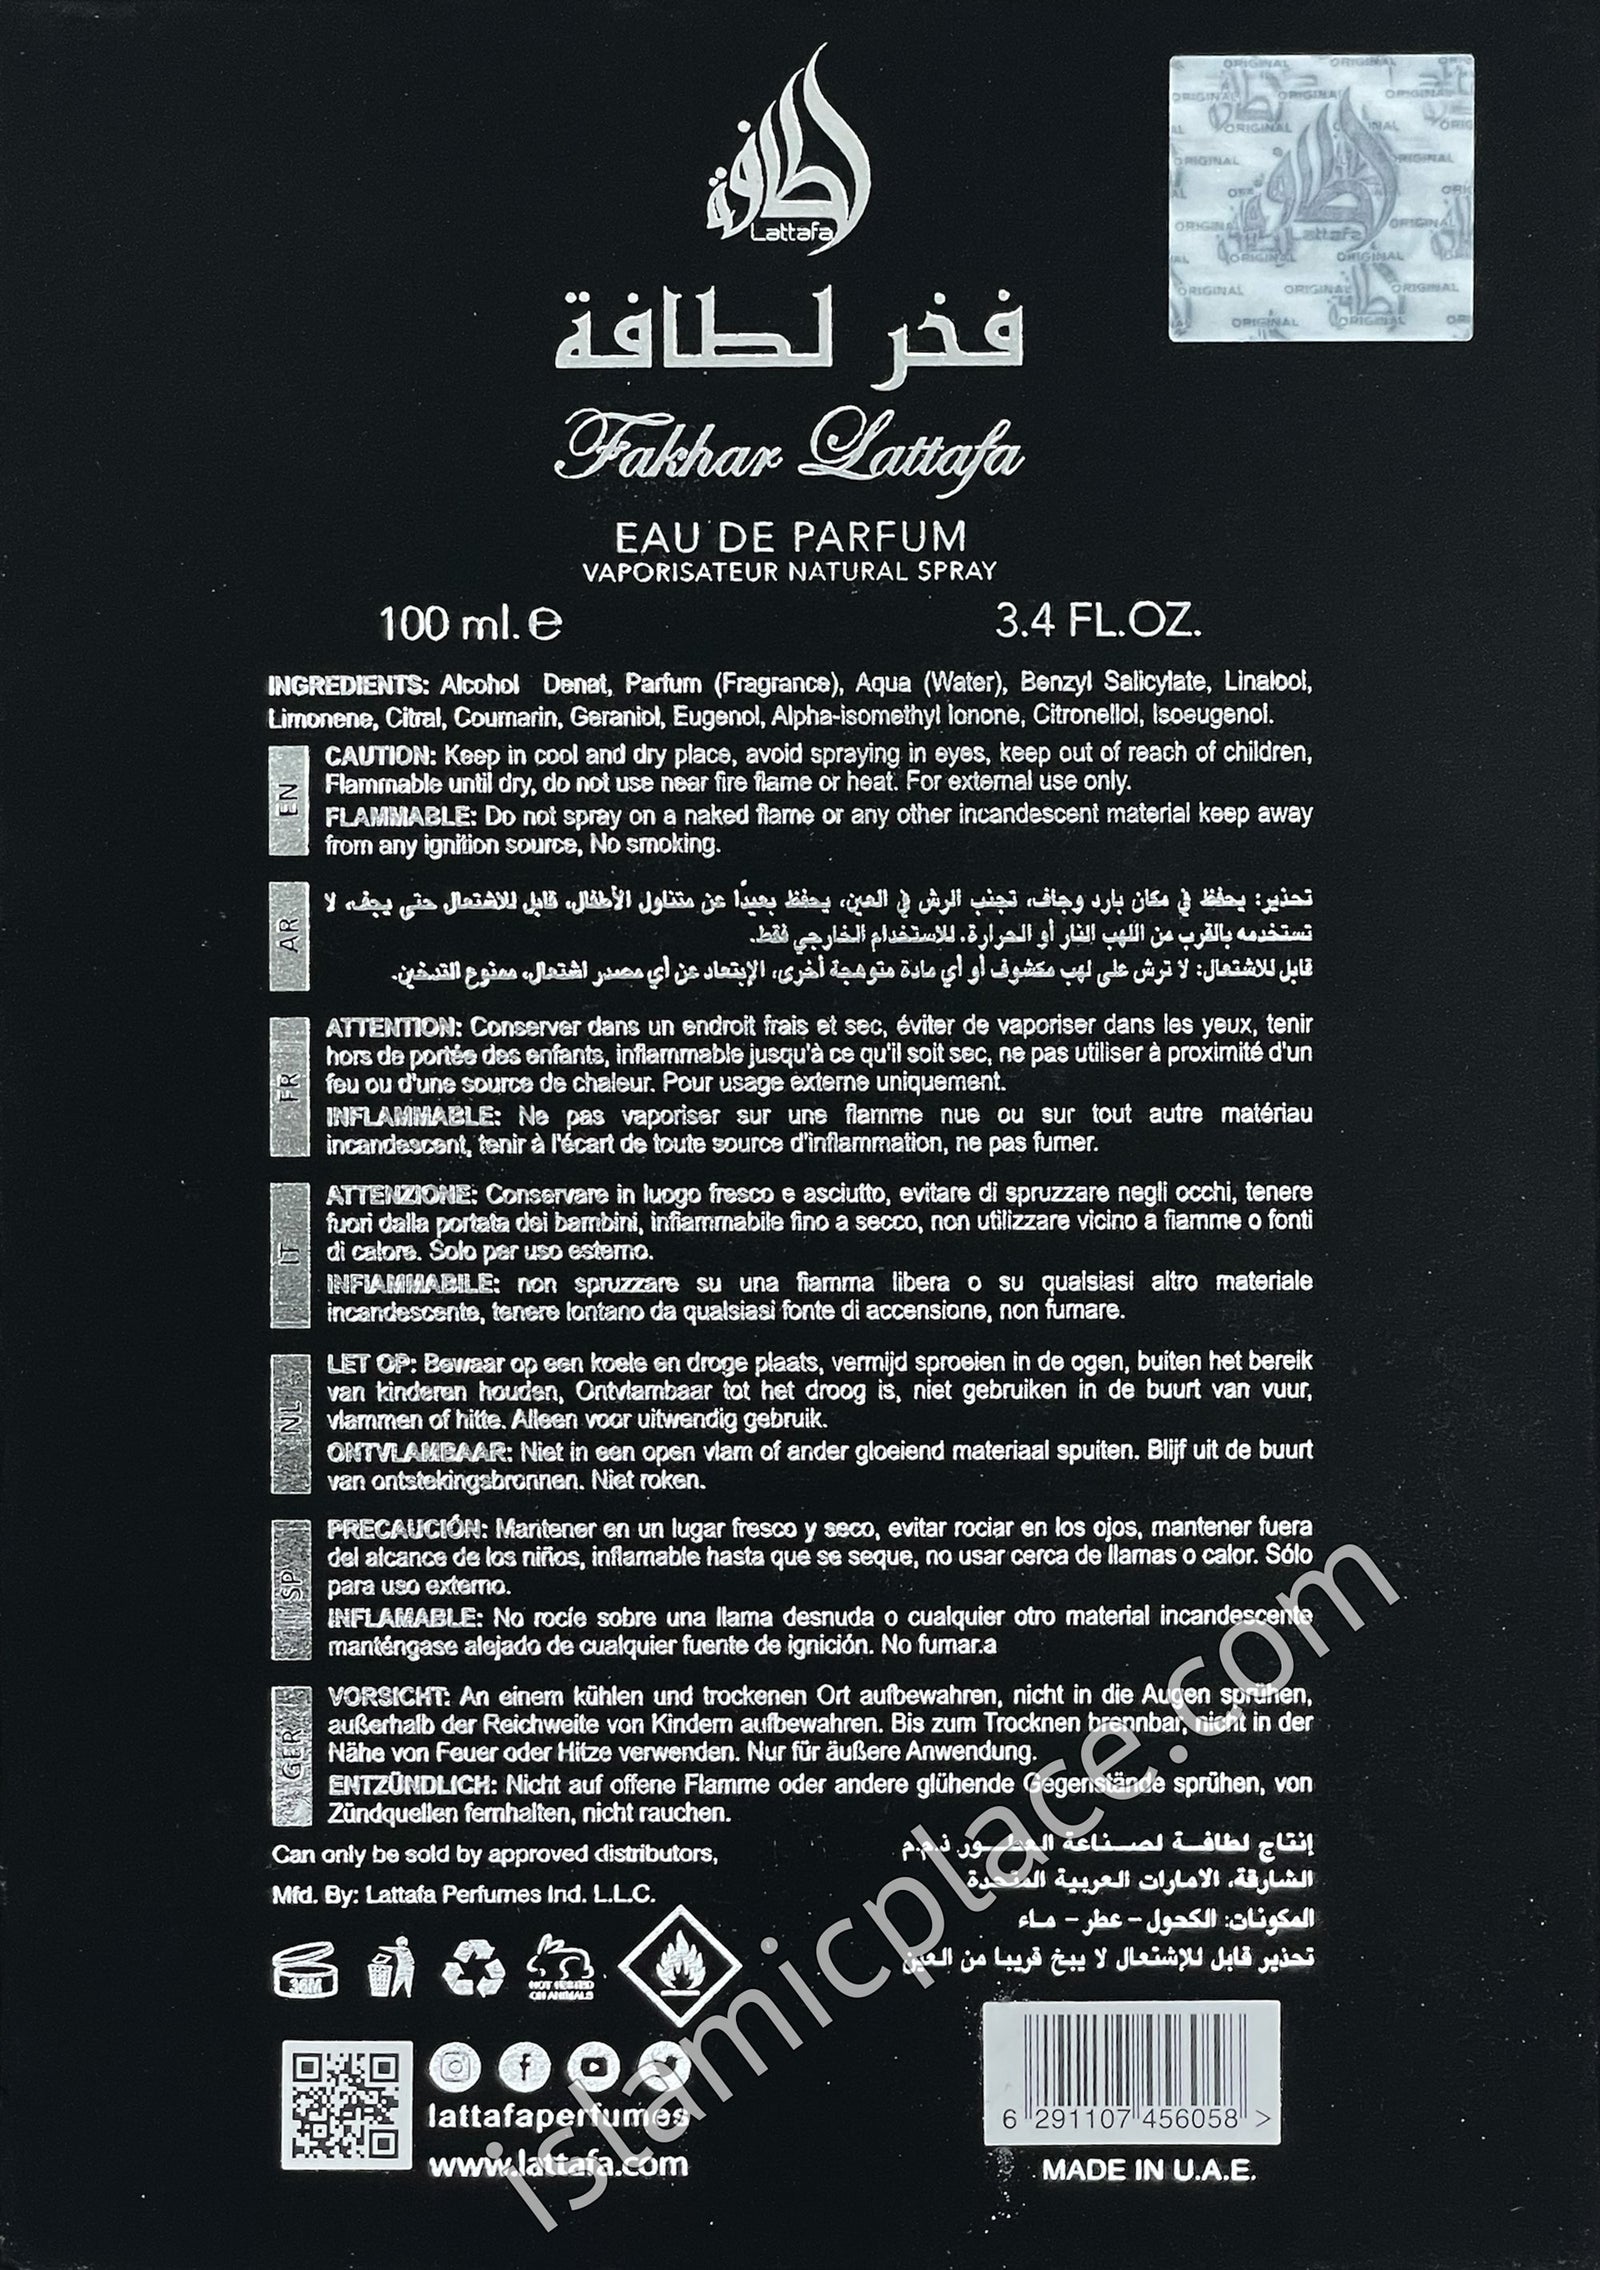 لطافة
Lattafa
ORIGINAL
فخر لطافة
Fakhar Lattafa
EAU DE PARFUM
VAPORISATEUR NATURAL SPRAY
100 ml. e
3.4 FL.OZ.
INGREDIENTS: Alcohol Denat, Parfum (Fragrance), Aqua (Water), Benzyl Salicylate, Linalool,
Limonene, Citral, Coumarin, Geraniol, Eugenol, Alpha-isomethyl Ionone, Citronellol, Isoeugenol.
EN
CAUTION: Keep in cool and dry place, avoid spraying in eyes, keep out of reach of children,
Flammable until dry, do not use near fire flame or heat. For external use only.
FLAMMABLE: Do not spray on a naked flame or any other incandescent material keep away
from any ignition source, No smoking.
AR
تحذير: يحفظ في مكان بارد وجاف، تجنب الرش في العين، يحفظ بعيدًا عن متناول الأطفال، قابل للاشتعال حتى يجف، لا
تستخدمه بالقرب من اللهب النار أو الحرارة. للاستخدام الخارجي فقط.
قابل للاشتعال: لا ترش على لهب مكشوف أو أي مادة متوهجة أخرى، الإبتعاد عن أي مصدر اشتعال، ممنوع التدخين.
FR
ATTENTION: Conserver dans un endroit frais et sec, éviter de vaporiser dans les yeux, tenir
hors de portée des enfants, inflammable jusqu'à ce qu'il soit sec, ne pas utiliser à proximité d'un
feu ou d'une source de chaleur. Pour usage externe uniquement.
INFLAMMABLE: Ne pas vaporiser sur une flamme nue ou sur tout autre matériau
incandescent, tenir à l'écart de toute source d'inflammation, ne pas fumer.
IT
ATTENZIONE: Conservare in luogo fresco e asciutto, evitare di spruzzare negli occhi, tenere
fuori dalla portata dei bambini, infiammabile fino a secco, non utilizzare vicino a fiamme o fonti
di calore. Solo per uso esterno.
INFIAMMABILE: non spruzzare su una fiamma libera o su qualsiasi altro materiale
incandescente, tenere lontano da qualsiasi fonte di accensione, non fumare.
NL
LET OP: Bewaar op een koele en droge plaats, vermijd sproeien in de ogen, buiten het bereik
van kinderen houden, Ontvlambaar tot het droog is, niet gebruiken in de buurt van vuur,
vlammen of hitte. Alleen voor uitwendig gebruik.
ONTVLAMBAAR: Niet in een open vlam of ander gloeiend materiaal spuiten. Blijf uit de buurt
van ontstekingsbronnen. Niet roken.
SP
PRECAUCIÓN: Mantener en un lugar fresco y seco, evitar rociar en los ojos, mantener fuera
del alcance de los niños, inflamable hasta que se seque, no usar cerca de llamas o calor. Sólo
para uso externo.
INFLAMABLE: No rocíe sobre una llama desnuda o cualquier otro material incandescente
manténgase alejado de cualquier fuente de ignición. No fumar.a
GER
VORSICHT: An einem kühlen und trockenen Ort aufbewahren, nicht in die Augen sprühen,
außerhalb der Reichweite von Kindern aufbewahren. Bis zum Trocknen brennbar, nicht in der
Nähe von Feuer oder Hitze verwenden. Nur für äußere Anwendung.
ENTZÜNDLICH: Nicht auf offene Flamme oder andere glühende Gegenstände sprühen, von
Zündquellen fernhalten, nicht rauchen.
Can only be sold by approved distributors,
Mfd. By: Lattafa Perfumes Ind. L.L.C.
إنتاج لطافة لصناعة العطور ذ.م.م
الشارقة، الامارات العربية المتحدة
المكونات: الكحول - عطر - ماء
تحذير قابل للإشتعال لا يبخ قريبا من العين
36M
NOT TESTED
ON ANIMALS
lattafaperfumes
www.lattafa.com
6 291107 456058 >
MADE IN U.A.E.
islamicplace.com